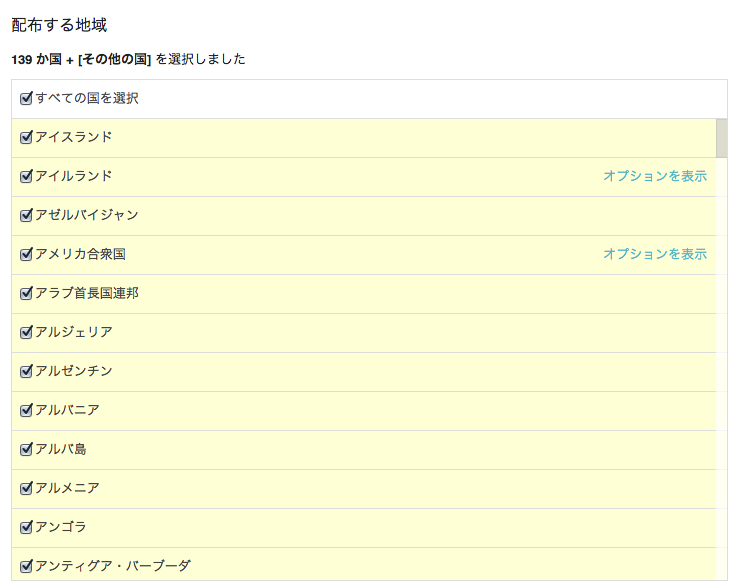 配布する地域
139 か国 + [その他の国] を選択しました
すべての国を選択
アイスランド
アイルランド オプションを表示
アゼルバイジャン
アメリカ合衆国 オプションを表示
アラブ首長国連邦
アルジェリア
アルゼンチン
アルバニア
アルバ島
アルメニア
アンゴラ
アンティグア・バーブーダ